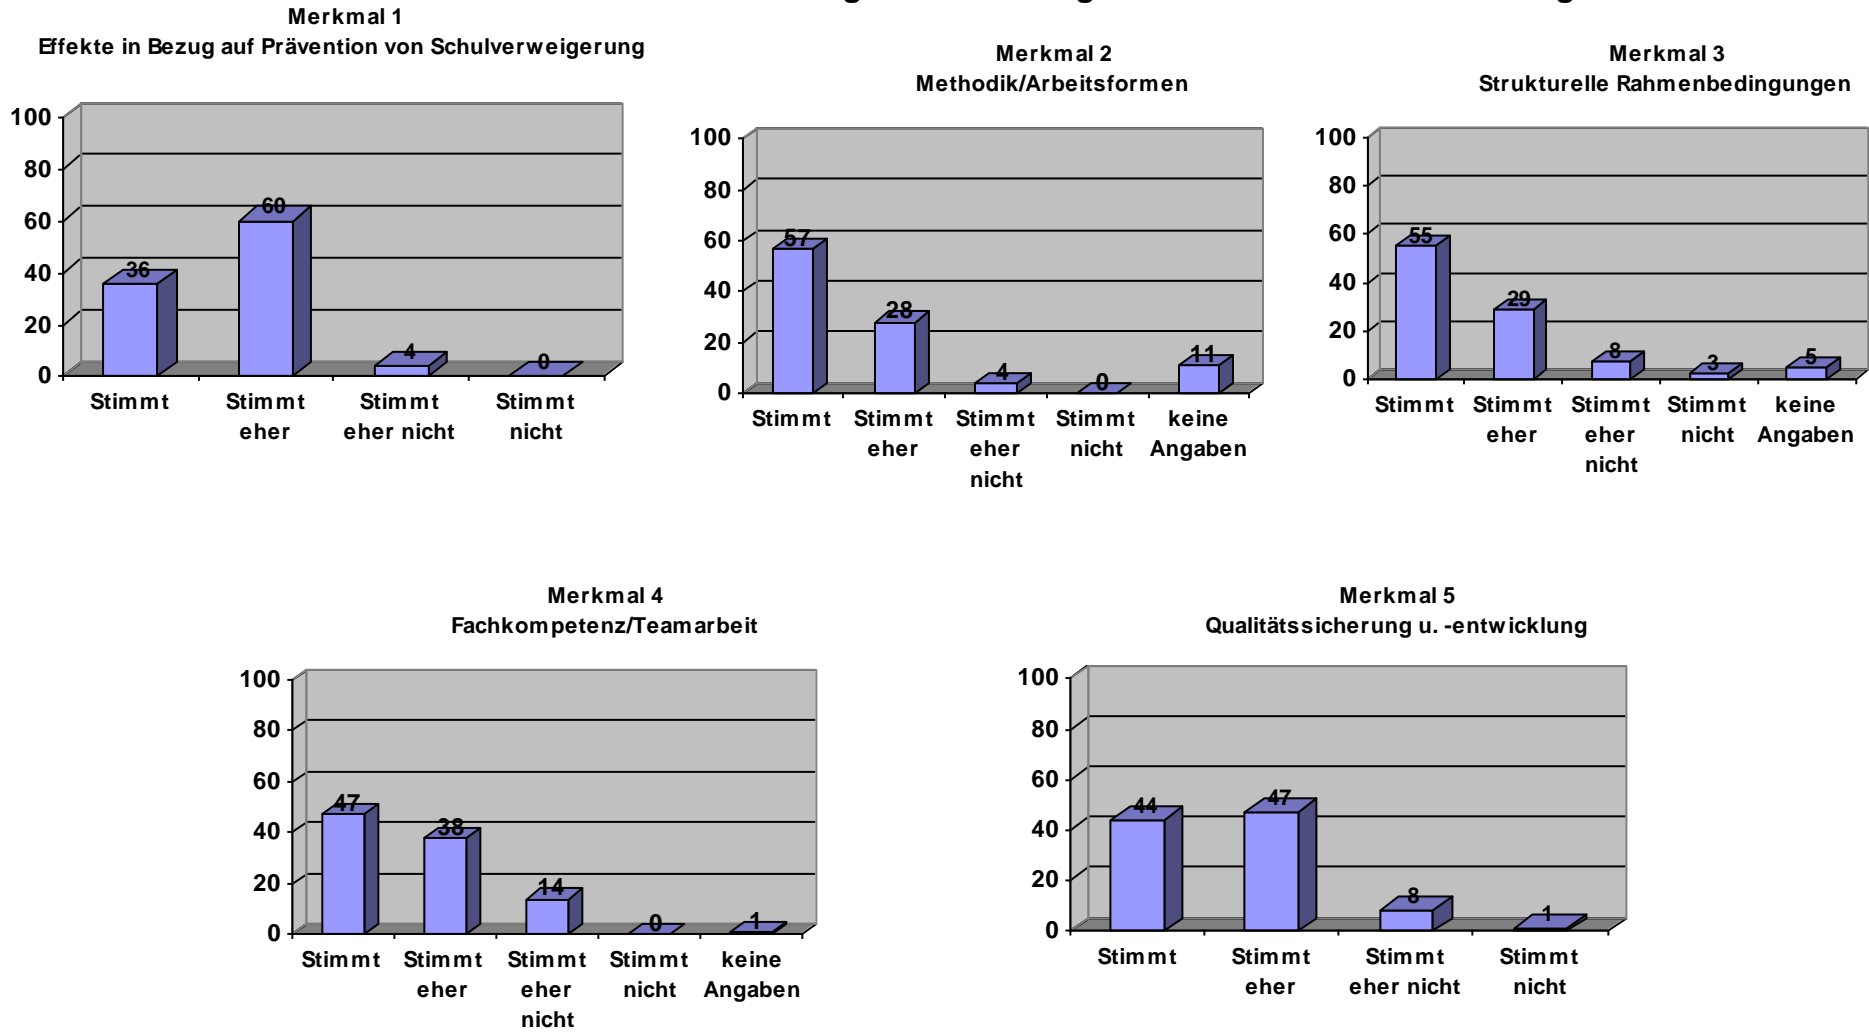 Merkmal 1
Effekte in Bezug auf Prävention von Schulverweigerung
100
80
60
40
20
0
36
60
4
0
Stimmt
Stimmt
eher
Stimmt
eher nicht
Stimmt
nicht
Merkmal 2
Methodik/Arbeitsformen
100
80
60
40
20
0
57
28
4
0
11
Stimmt
Stimmt
eher
Stimmt
eher
nicht
Stimmt
nicht
keine
Angaben
Merkmal 3
Strukturelle Rahmenbedingungen
100
80
60
40
20
0
55
29
8
3
5
Stimmt
Stimmt
eher
Stimmt
eher
nicht
Stimmt
nicht
keine
Angaben
Merkmal 4
Fachkompetenz/Teamarbeit
100
80
60
40
20
0
47
38
14
0
1
Stimmt
Stimmt
eher
Stimmt
eher
nicht
Stimmt
nicht
keine
Angaben
Merkmal 5
Qualitätssicherung u. -entwicklung
100
80
60
40
20
0
44
47
8
1
Stimmt
Stimmt
eher
Stimmt
eher nicht
Stimmt
nicht